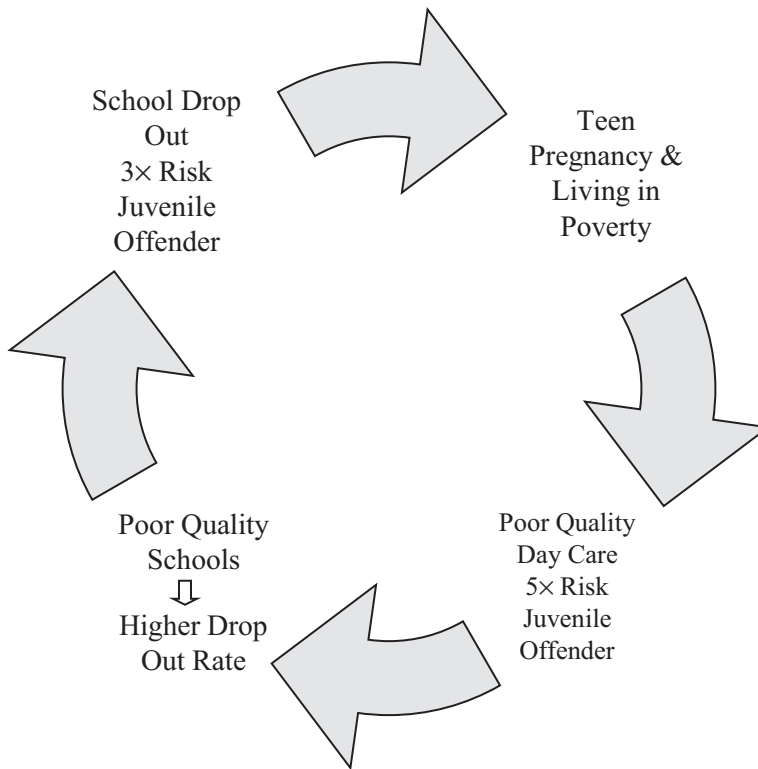 School Drop
Out
3× Risk
Juvenile
Offender
Teen
Pregnancy &
Living in
Poverty
Poor Quality
Day Care
5× Risk
Juvenile
Offender
Poor Quality
Schools
Higher Drop
Out Rate